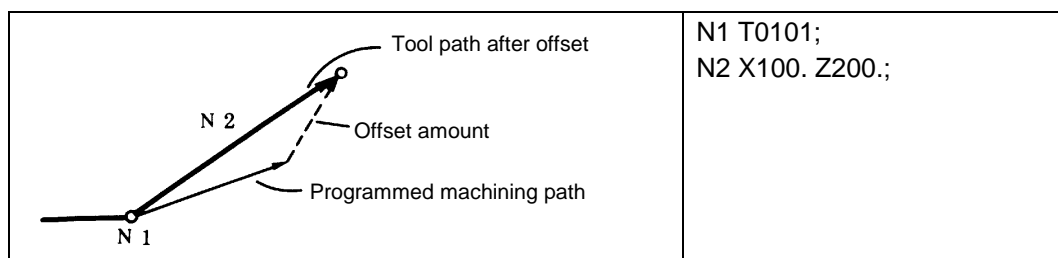 Tool path after offset
N 2
Offset amount
Programmed machining path
N 1
N1 T0101;
N2 X100. Z200.;